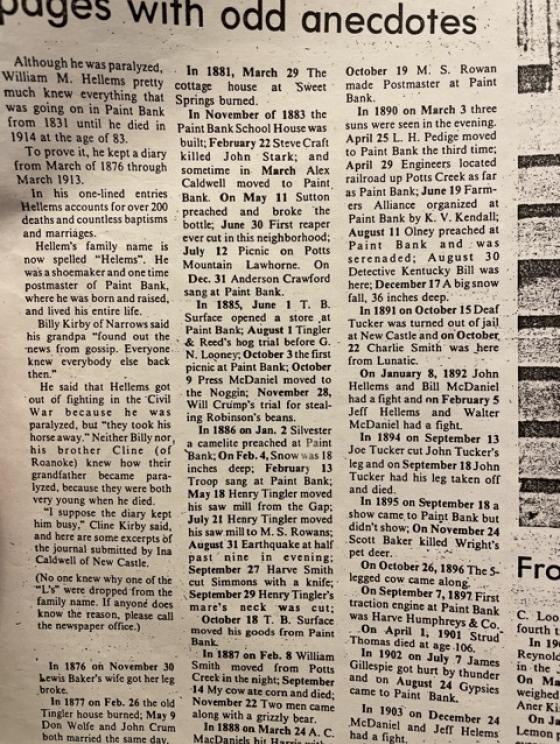 pages with odd anecdotes
Although he was paralyzed,
William M. Hellems pretty
much knew everything that
was going on in Paint Bank
from 1831 until he died in
1914 at the age of 83.
To prove it, he kept a diary
from March of 1876 through
March 1913.
In his one-lined entries
Hellems accounts for over 200
deaths and countless baptisms
and marriages.
Hellem's family name is
now spelled "Helems". He
was a shoemaker and one time
postmaster of Paint Bank,
where he was born and raised,
and lived his entire life.
Billy Kirby of Narrows said
his grandpa "found out the
news from gossip. Everyone
knew everybody else back
then."
He said that Hellems got
out of fighting in the Civil
War because he was
paralyzed, but "they took his
horse away." Neither Billy nor
his brother Cline (of
Roanoke) knew how their
grandfather became para-
lyzed, because they were both
very young when he died.
"I suppose the diary kept
him busy," Cline Kirby said,
and here are some excerpts of
the journal submitted by Ina
Caldwell of New Castle.
(No one knew why one of the
"L's" were dropped from the
family name. If anyone does
know the reason, please call
the newspaper office.)
In 1876 on November 30
Lewis Baker's wife got her leg
broke.
In 1877 on Feb. 26 the old
Tingler house burned; May 9
Don Wolfe and John Crum
both married the same day.
In 1881, March 29 The
cottage house at Sweet
Springs burned.
In November of 1883 the
Paint Bank School House was
built; February 22 Steve Craft
killed John Stark; and
sometime in March Alex
Caldwell moved to Paint
Bank. On May 11 Sutton
preached and broke the
bottle; June 30 First reaper
ever cut in this neighborhood;
July 12 Picnic on Potts
Mountain Lawhorne. On
Dec. 31 Anderson Crawford
sang at Paint Bank.
In 1885, June 1 T. B.
Surface opened a store at
Paint Bank; August 1 Tingler
& Reed's hog trial before G.
N. Looney; October 3 the first
picnic at Paint Bank; October
9 Press McDaniel moved to
the Noggin; November 28,
Will Crump's trial for steal-
ing Robinson's beans.
In 1886 on Jan. 2 Silvester
a camelite preached at Paint
Bank; On Feb. 4, Snow was 18
inches deep; February 13
Troop sang at Paint Bank;
May 18 Henry Tingler moved
his saw mill from the Gap;
July 21 Henry Tingler moved
his saw mill to M. S. Rowans;
August 31 Earthquake at half
past nine in evening;
September 27 Harve Smith
cut Simmons with a knife;
September 29 Henry Tingler's
mare's neck was cut;
October 18 T. B. Surface
moved his goods from Paint
Bank.
In 1887 on Feb. 8 William
Smith moved from Potts
Creek in the night; September
14 My cow ate corn and died;
November 22 Two men came
along with a grizzly bear.
In 1888 on March 24 A. C.
MacDaniels hit Harris with
October 19 M. S. Rowan
made Postmaster at Paint
Bank.
In 1890 on March 3 three
suns were seen in the evening.
April 25 L. H. Pedige moved
to Paint Bank the third time;
April 29 Engineers located
railroad up Potts Creek as far
as Paint Bank; June 19 Farm-
ers Alliance organized at
Paint Bank by K. V. Kendall;
August 11 Olney preached at
Paint Bank and was
serenaded; August 30
Detective Kentucky Bill was
here; December 17 A big snow
fall, 36 inches deep.
In 1891 on October 15 Deaf
Tucker was turned out of jail
at New Castle and on October
22 Charlie Smith was here
from Lunatic.
On January 8, 1892 John
Hellems and Bill McDaniel
had a fight and on February 5
Jeff Hellems and Walter
McDaniel had a fight.
In 1894 on September 13
Joe Tucker cut John Tucker's
leg and on September 18 John
Tucker had his leg taken off
and died.
In 1895 on September 18 a
show came to Paint Bank but
didn't show; On November 24
Scott Baker killed Wright's
pet deer.
On October 26, 1896 The 5-
legged cow came along.
On September 7, 1897 First
traction engine at Paint Bank
was Harve Humphreys & Co.
On April 1, 1901 Strud
Thomas died at age 106.
In 1902 on July 7 James
Gillespie got hurt by thunder
and on August 24 Gypsies
came to Paint Bank.
In 1903 on December 24
McDaniel and Jeff Helems
had a fight.
Fro
C. Loo
fourth
In 19
Reynol
in the
On Ma
weighed
Aner Ki
On Ja
Lemon